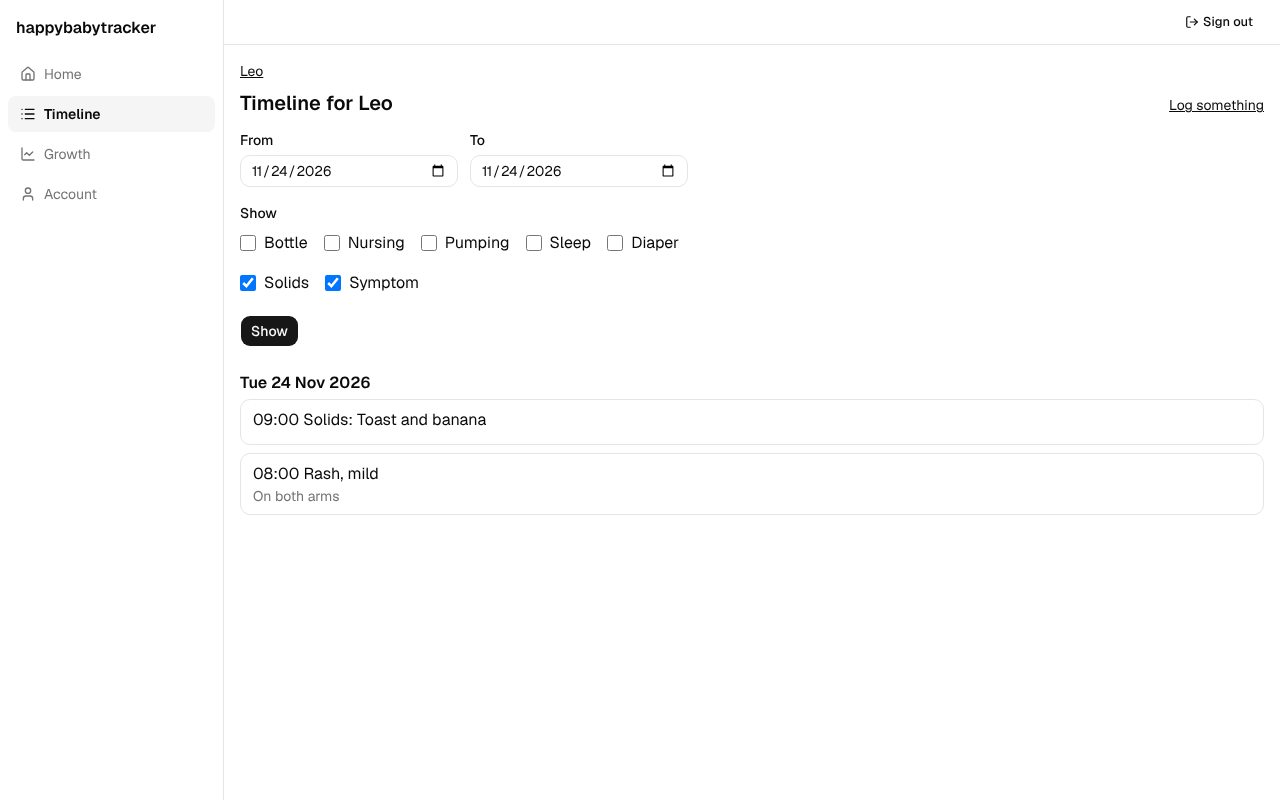 happybabytracker
Sign out
Home
Timeline
Growth
Account
Leo
Timeline for Leo
Log something
From
To
11/24/2026
11/24/2026
Show
Bottle
Nursing
Pumping
Sleep
Diaper
Solids
Symptom
Show
Tue 24 Nov 2026
09:00 Solids: Toast and banana
08:00 Rash, mild
On both arms